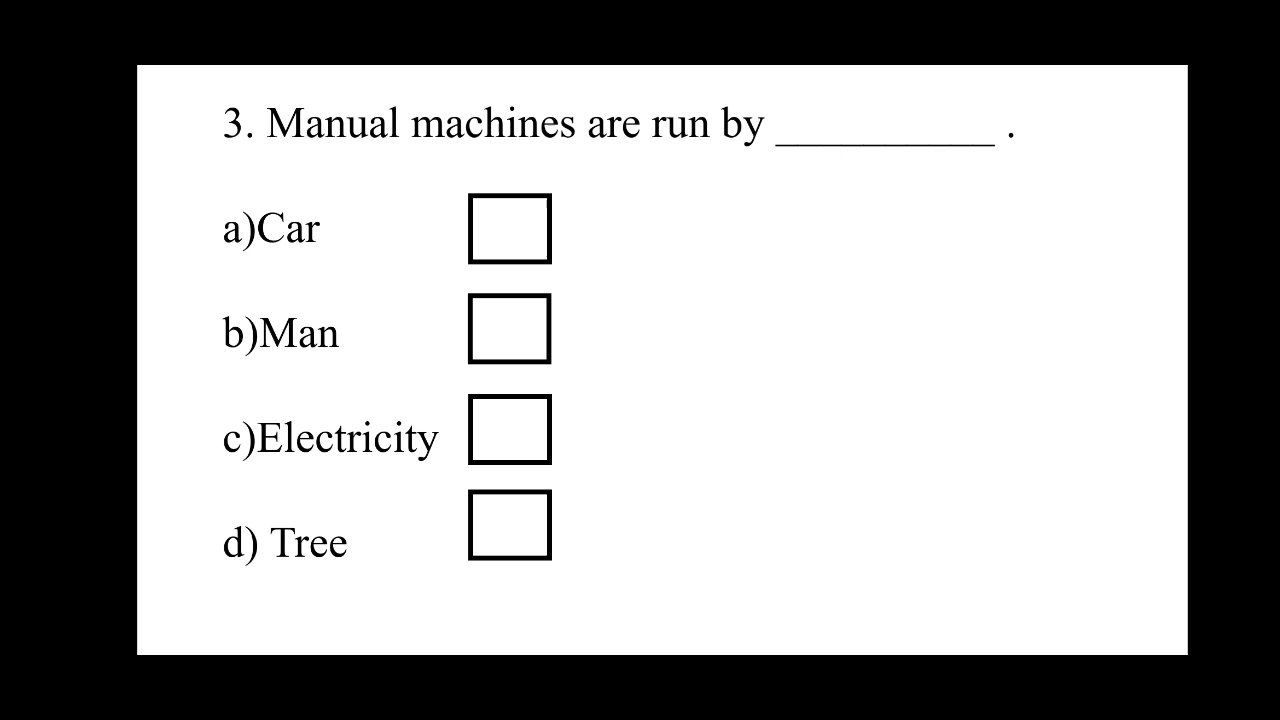 3. Manual machines are run by __________ .
a)Car
b)Man
c)Electricity
d) Tree